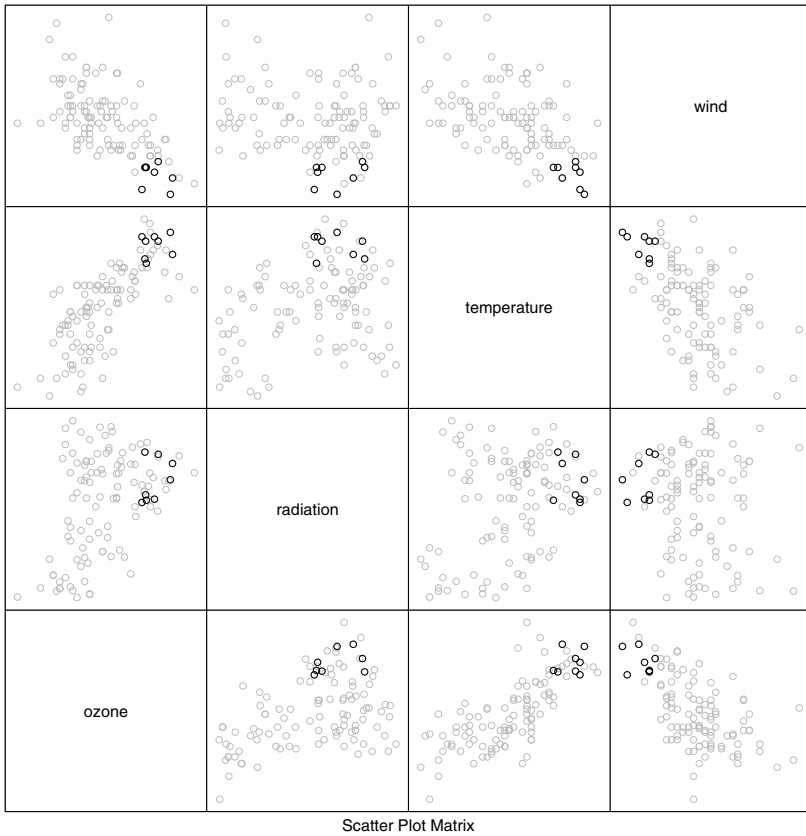 wind
temperature
radiation
ozone
Scatter Plot Matrix